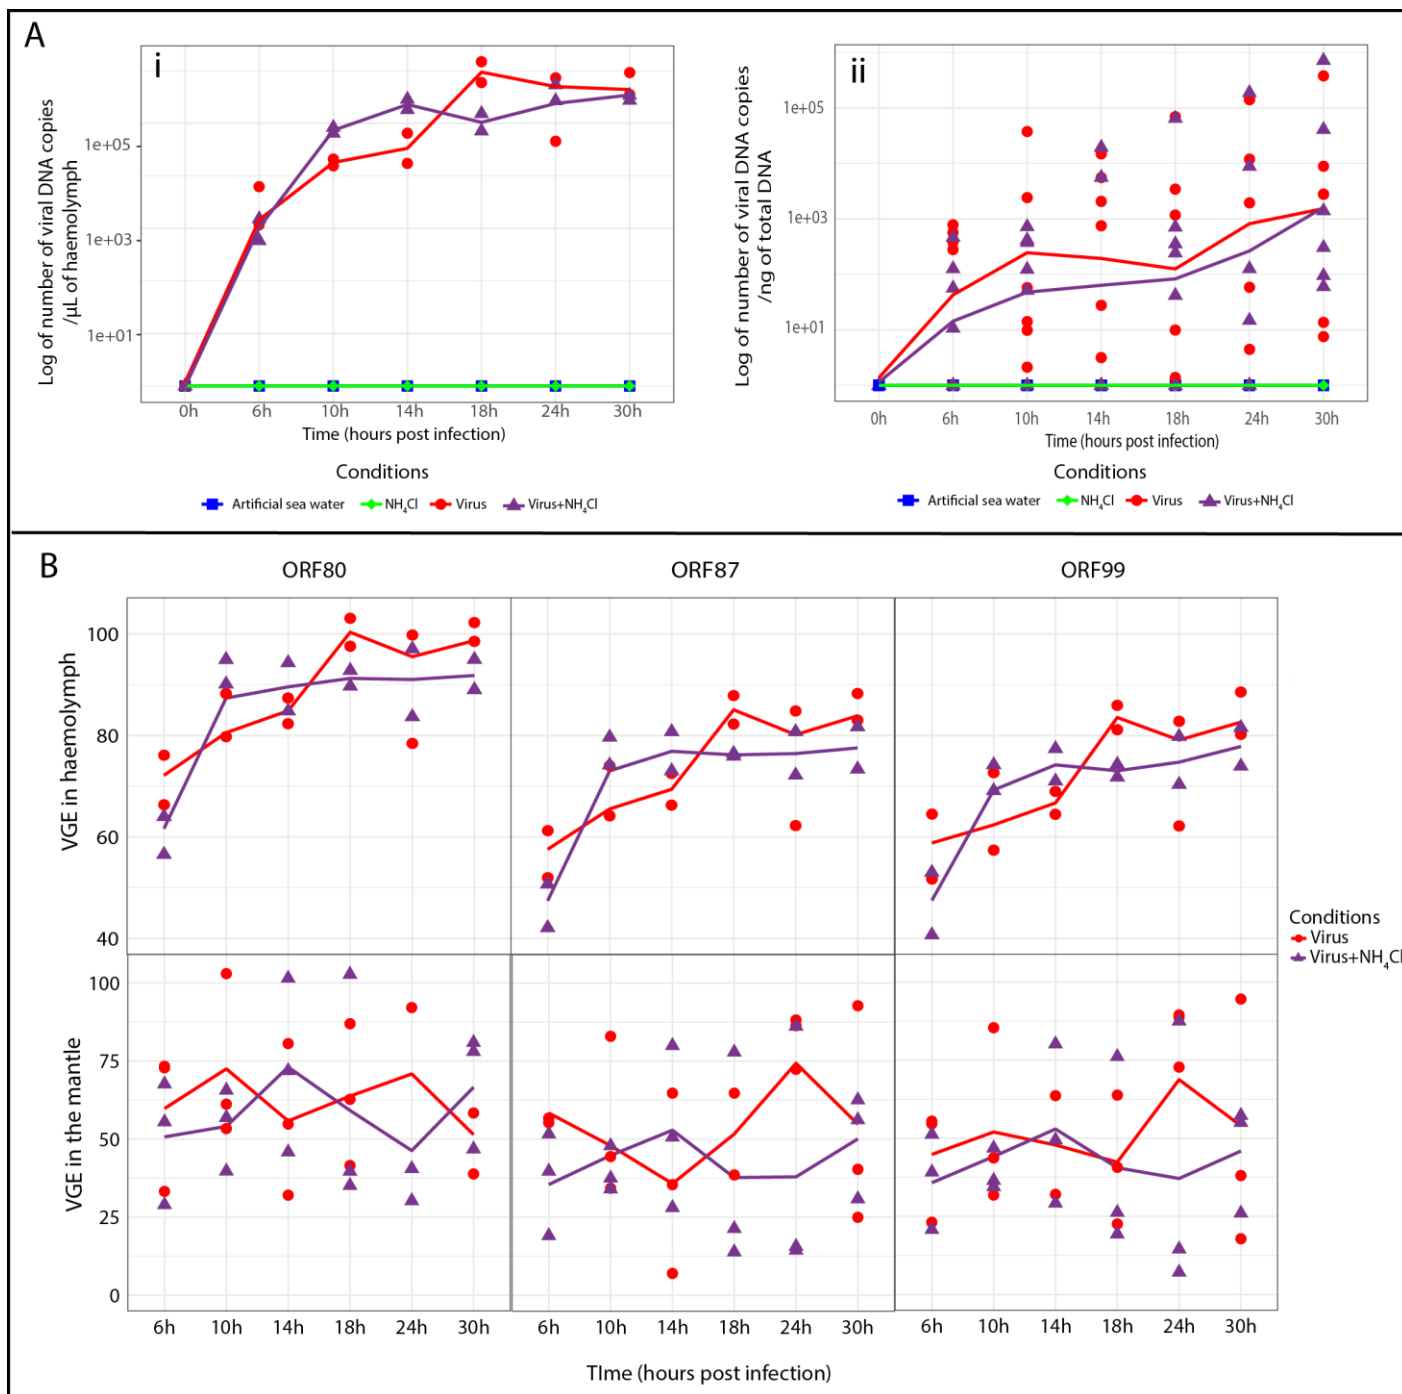 A
i
Log of number of viral DNA copies
/µL of haemolymph
1e+05
1e+03
1e+01
0h 6h 10h 14h 18h 24h 30h
Time (hours post infection)
Conditions
Artificial sea water NH4Cl Virus Virus+NH4Cl
ii
Log of number of viral DNA copies
/ng of total DNA
1e+05
1e+03
1e+01
0h 6h 10h 14h 18h 24h 30h
Time (hours post infection)
Conditions
Artificial sea water NH4Cl Virus Virus+NH4Cl
B
ORF80 ORF87 ORF99
VGE in haemolymph
100
80
60
40
VGE in the mantle
100
75
50
25
0
6h 10h 14h 18h 24h 30h 6h 10h 14h 18h 24h 30h 6h 10h 14h 18h 24h 30h
TIme (hours post infection)
Conditions
Virus
Virus+NH4Cl